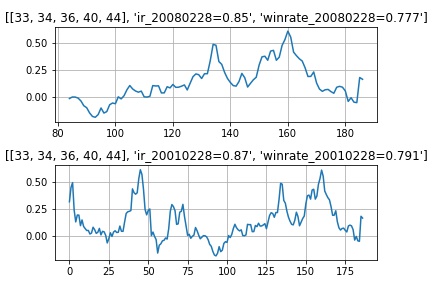 [[33, 34, 36, 40, 44], 'ir_20080228=0.85', 'winrate_20080228=0.777']
0.50
0.25
0.00
80 100 120 140 160 180
[[33, 34, 36, 40, 44], 'ir_20010228=0.87', 'winrate_20010228=0.791']
0.50
0.25
0.00
0 25 50 75 100 125 150 175